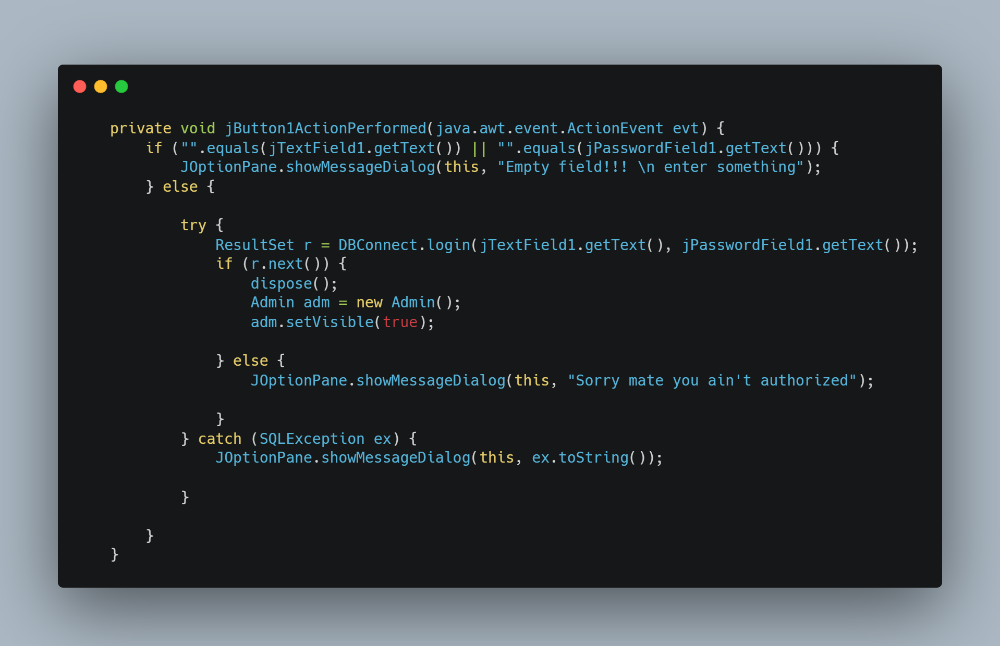 private void jButton1ActionPerformed(java.awt.event.ActionEvent evt) {
    if ("".equals(jTextField1.getText()) || "".equals(jPasswordField1.getText())) {
        JOptionPane.showMessageDialog(this, "Empty field!!! \n enter something");
    } else {

        try {
            ResultSet r = DBConnect.login(jTextField1.getText(), jPasswordField1.getText());
            if (r.next()) {
                dispose();
                Admin adm = new Admin();
                adm.setVisible(true);

            } else {
                JOptionPane.showMessageDialog(this, "Sorry mate you ain't authorized");

            }
        } catch (SQLException ex) {
            JOptionPane.showMessageDialog(this, ex.toString());

        }

    }
}